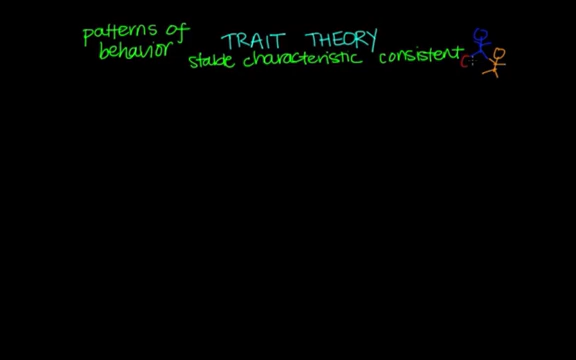 patterns of
behavior
TRAIT THEORY
stable characteristic consistent